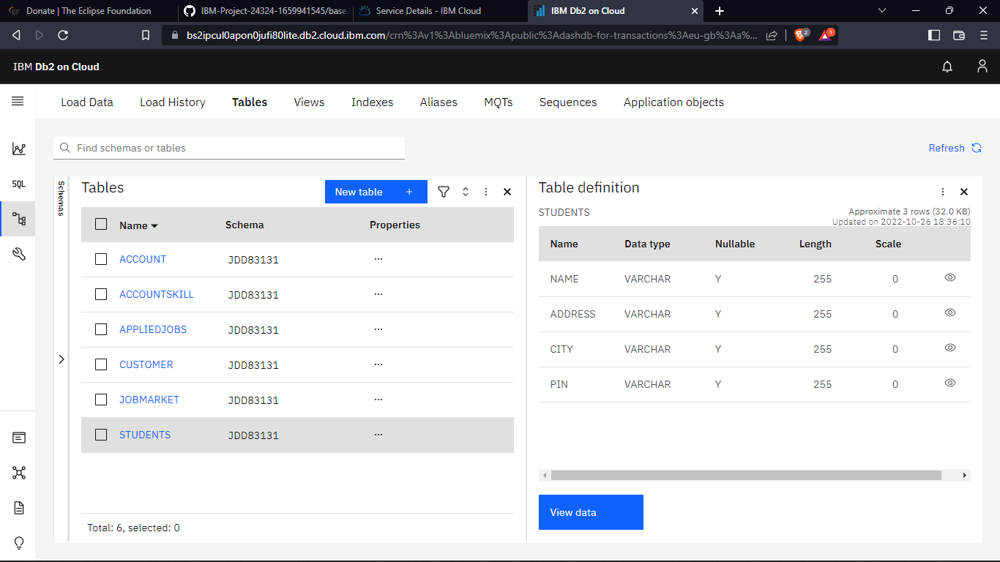 Donate | The Eclipse Foundation
IBM-Project-24324-1659941545/base.
Service Details - IBM Cloud
IBM Db2 on Cloud
bs2ipcul0apon0jufi80lite.db2.cloud.ibm.com/crn%3Av1%3Abluemix%3Apublic%3Adashdb-for-transactions%3Aeu-gb%3Aa%...
2
1
IBM Db2 on Cloud
Load Data
Load History
Tables
Views
Indexes
Aliases
MQTs
Sequences
Application objects
SQL
Find schemas or tables
Refresh
Schemas
Tables
New table +
Name Schema Properties
ACCOUNT JDD83131 ...
ACCOUNTSKILL JDD83131 ...
APPLIEDJOBS JDD83131 ...
CUSTOMER JDD83131 ...
JOBMARKET JDD83131 ...
STUDENTS JDD83131 ...
Total: 6, selected: 0
Table definition
STUDENTS
Approximate 3 rows (32.0 KB)
Updated on 2022-10-26 18:36:10
Name Data type Nullable Length Scale
NAME VARCHAR Y 255 0
ADDRESS VARCHAR Y 255 0
CITY VARCHAR Y 255 0
PIN VARCHAR Y 255 0
View data